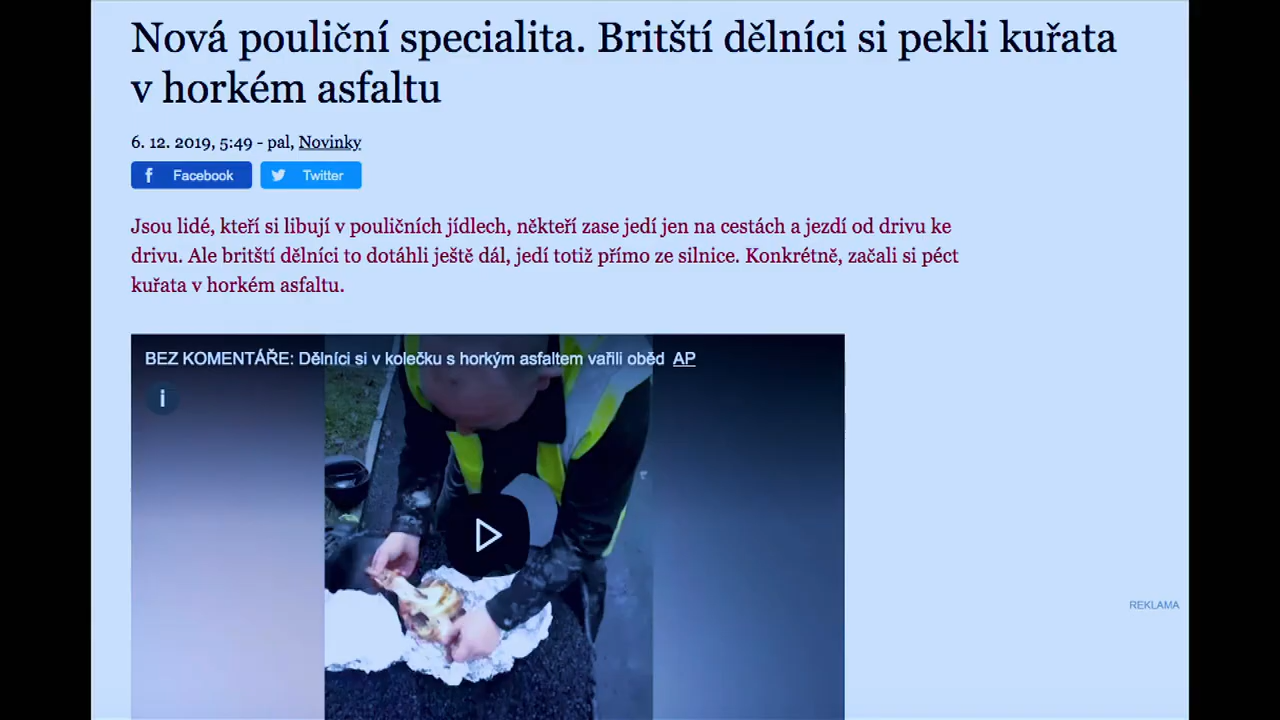 Nová pouliční specialita. Britští dělníci si pekli kuřata
v horkém asfaltu
6. 12. 2019, 5:49 - pal, Novinky
Facebook
Twitter
Jsou lidé, kteří si libují v pouličních jídlech, někteří zase jedí jen na cestách a jezdí od drivu ke
drivu. Ale britští dělníci to dotáhli ještě dál, jedí totiž přímo ze silnice. Konkrétně, začali si péct
kuřata v horkém asfaltu.
BEZ KOMENTÁŘE: Dělníci si v kolečku s horkým asfaltem vařili oběd AP
REKLAMA